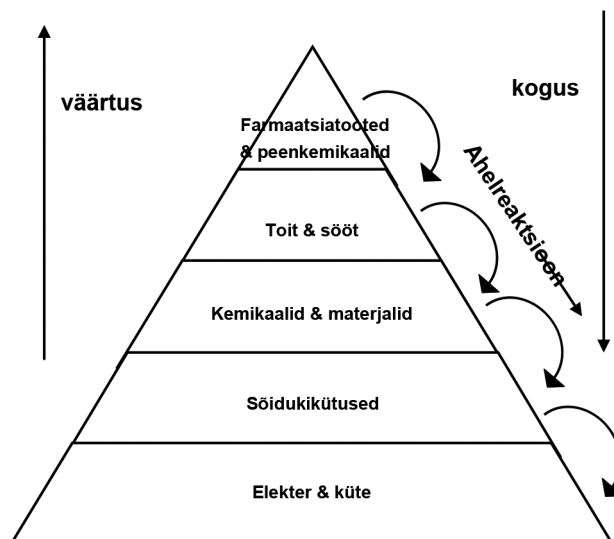 väärtus
kogus
Farmaatsiatooted
& peenkemikaalid
Ahelreaktsioon
Toit & sööt
Kemikaalid & materjalid
Sõidukikütused
Elekter & küte